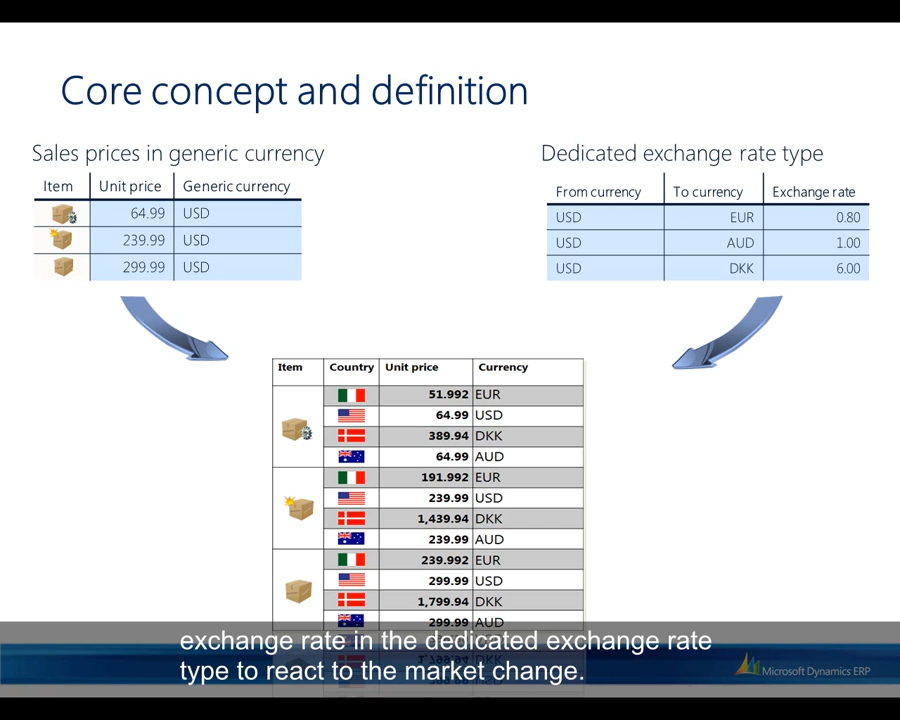 Core concept and definition
Sales prices in generic currency
Item Unit price Generic currency
64.99 USD
239.99 USD
299.99 USD
Dedicated exchange rate type
From currency To currency Exchange rate
USD EUR 0.80
USD AUD 1.00
USD DKK 6.00
Item Country Unit price Currency
51.992 EUR
64.99 USD
389.94 DKK
64.99 AUD
191.992 EUR
239.99 USD
1,439.94 DKK
239.99 AUD
239.992 EUR
299.99 USD
1,799.94 DKK
299.99 AUD
exchange rate in the dedicated exchange rate
type to react to the market change.
Microsoft Dynamics ERP